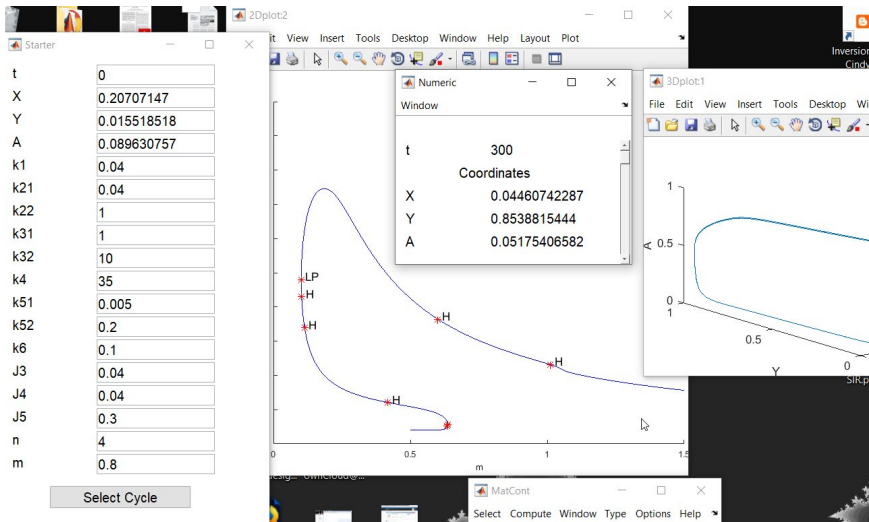 2Dplot:2
Starter
View Insert Tools Desktop Window Help Layout Plot
t 0
X 0.20707147
Y 0.015518518
A 0.089630757
k1 0.04
k21 0.04
k22 1
k31 1
k32 10
k4 35
k51 0.005
k52 0.2
k6 0.1
J3 0.04
J4 0.04
J5 0.3
n 4
m 0.8
Select Cycle
LP
H
H
H
H
H
0
0.5
1
1.5
m
Numeric
Window
t 300
Coordinates
X 0.04460742287
Y 0.8538815444
A 0.05175406582
Inversion
Cindy
3Dplot:1
File Edit View Insert Tools Desktop Wi
1
A 0.5
0
1
0.5
0
Y
SIR.p
MatCont
Select Compute Window Type Options Help